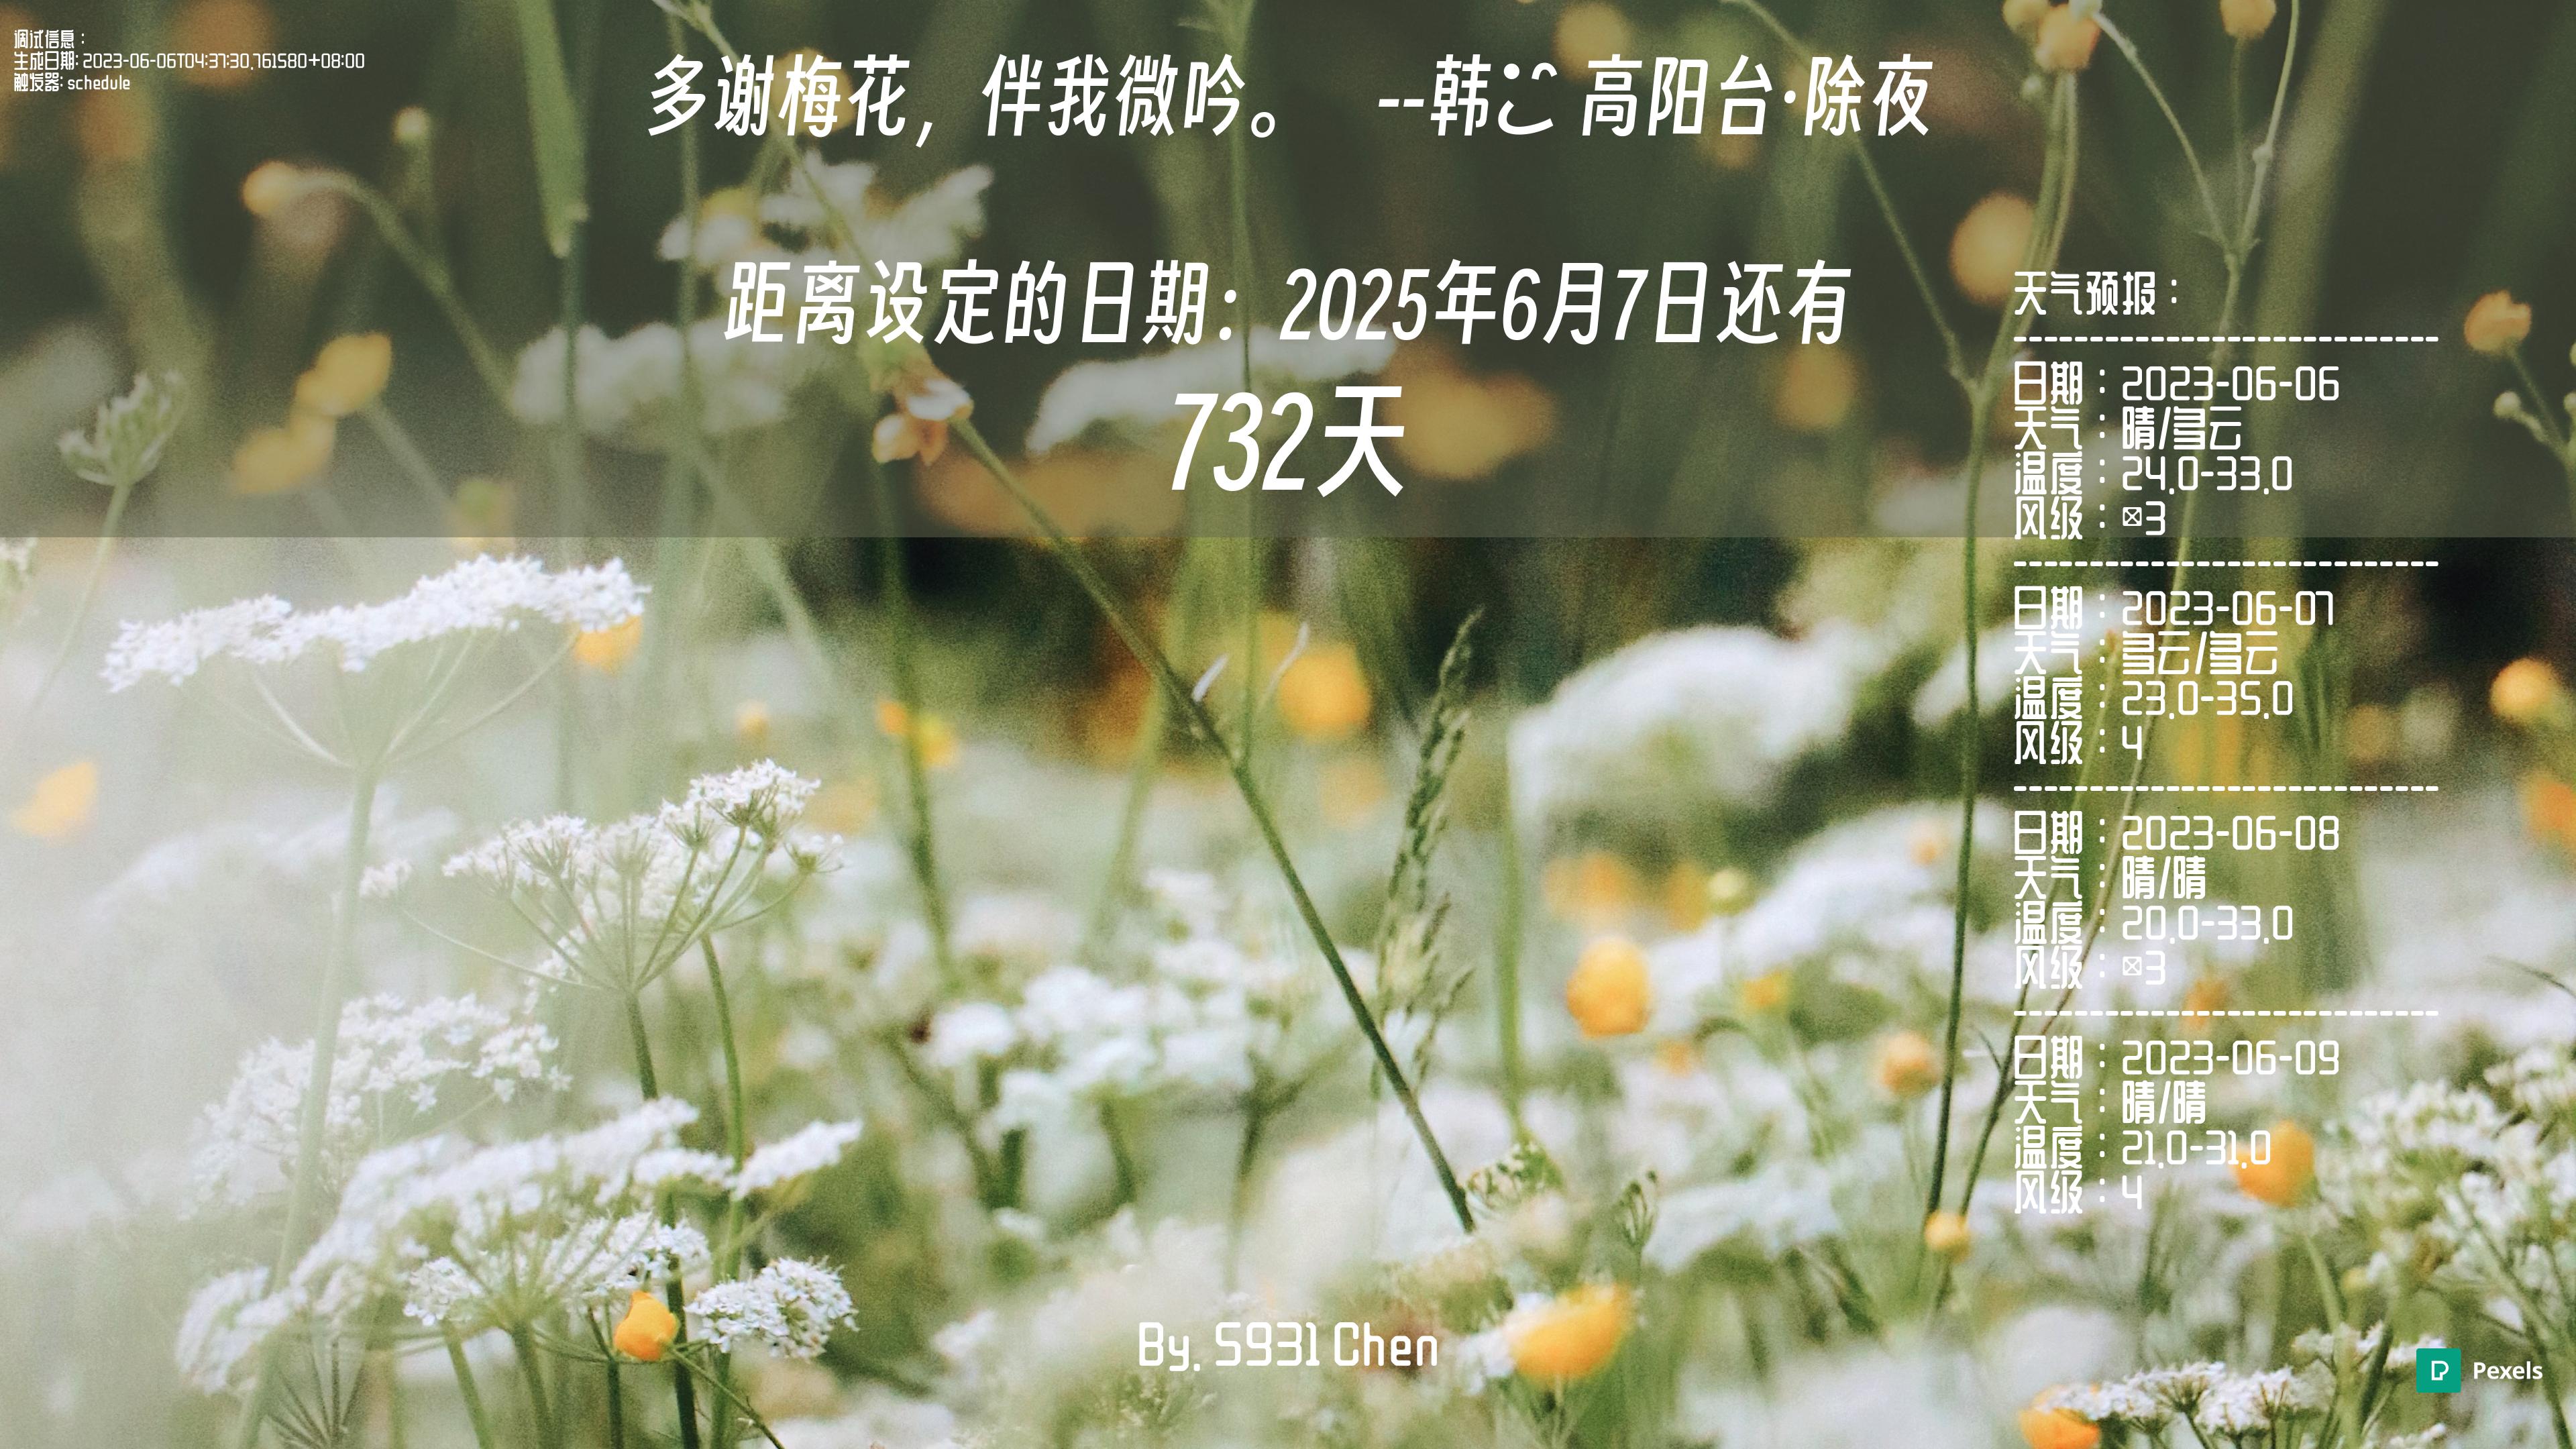 调试信息：
生成日期: 2023-06-06T04:37:30.761580+08:00
触发器: schedule
多谢梅花，伴我微吟。 --韩 高阳台·除夜
距离设定的日期：2025年6月7日还有
732天
天气预报：
----------------------------
日期：2023-06-06
天气：晴/多云
温度：24.0-33.0
风级：3
----------------------------
日期：2023-06-07
天气：多云/多云
温度：23.0-35.0
风级：4
----------------------------
日期：2023-06-08
天气：晴/晴
温度：20.0-33.0
风级：3
----------------------------
日期：2023-06-09
天气：晴/晴
温度：21.0-31.0
风级：4
By. S931 Chen
Pexels